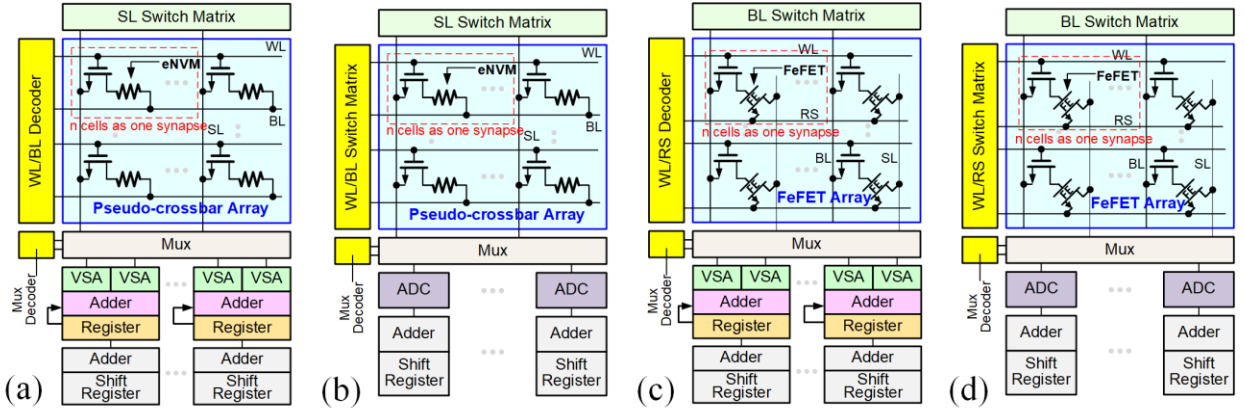 SL Switch Matrix
WL/BL Decoder
WL
eNVM
BL
n cells as one synapse
SL
Pseudo-crossbar Array
Mux
Mux Decoder
VSA VSA VSA VSA
Adder Adder
Register Register
Adder Adder
Shift Register Shift Register
(a)
SL Switch Matrix
WL/BL Switch Matrix
WL
eNVM
BL
n cells as one synapse
SL
Pseudo-crossbar Array
Mux
Mux Decoder
ADC ADC
Adder Adder
Shift Register Shift Register
(b)
BL Switch Matrix
WL/RS Decoder
WL
FeFET
RS
n cells as one synapse
BL SL
FeFET Array
Mux
Mux Decoder
VSA VSA VSA VSA
Adder Adder
Register Register
Adder Adder
Shift Register Shift Register
(c)
BL Switch Matrix
WL/RS Switch Matrix
WL
FeFET
RS
n cells as one synapse
BL SL
FeFET Array
Mux
Mux Decoder
ADC ADC
Adder Adder
Shift Register Shift Register
(d)